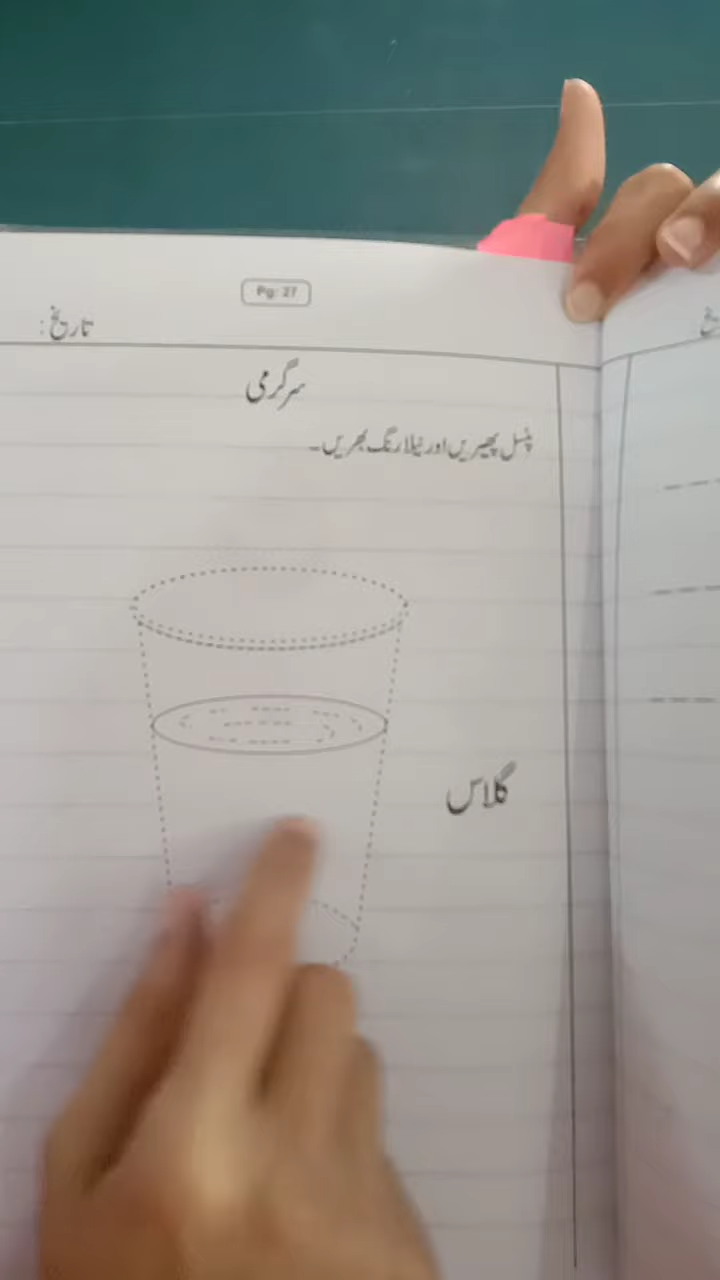 Pg: 27
تاریخ :
سرگرمی
پنسل پھیریں اور نیلا رنگ بھریں۔
گلاس